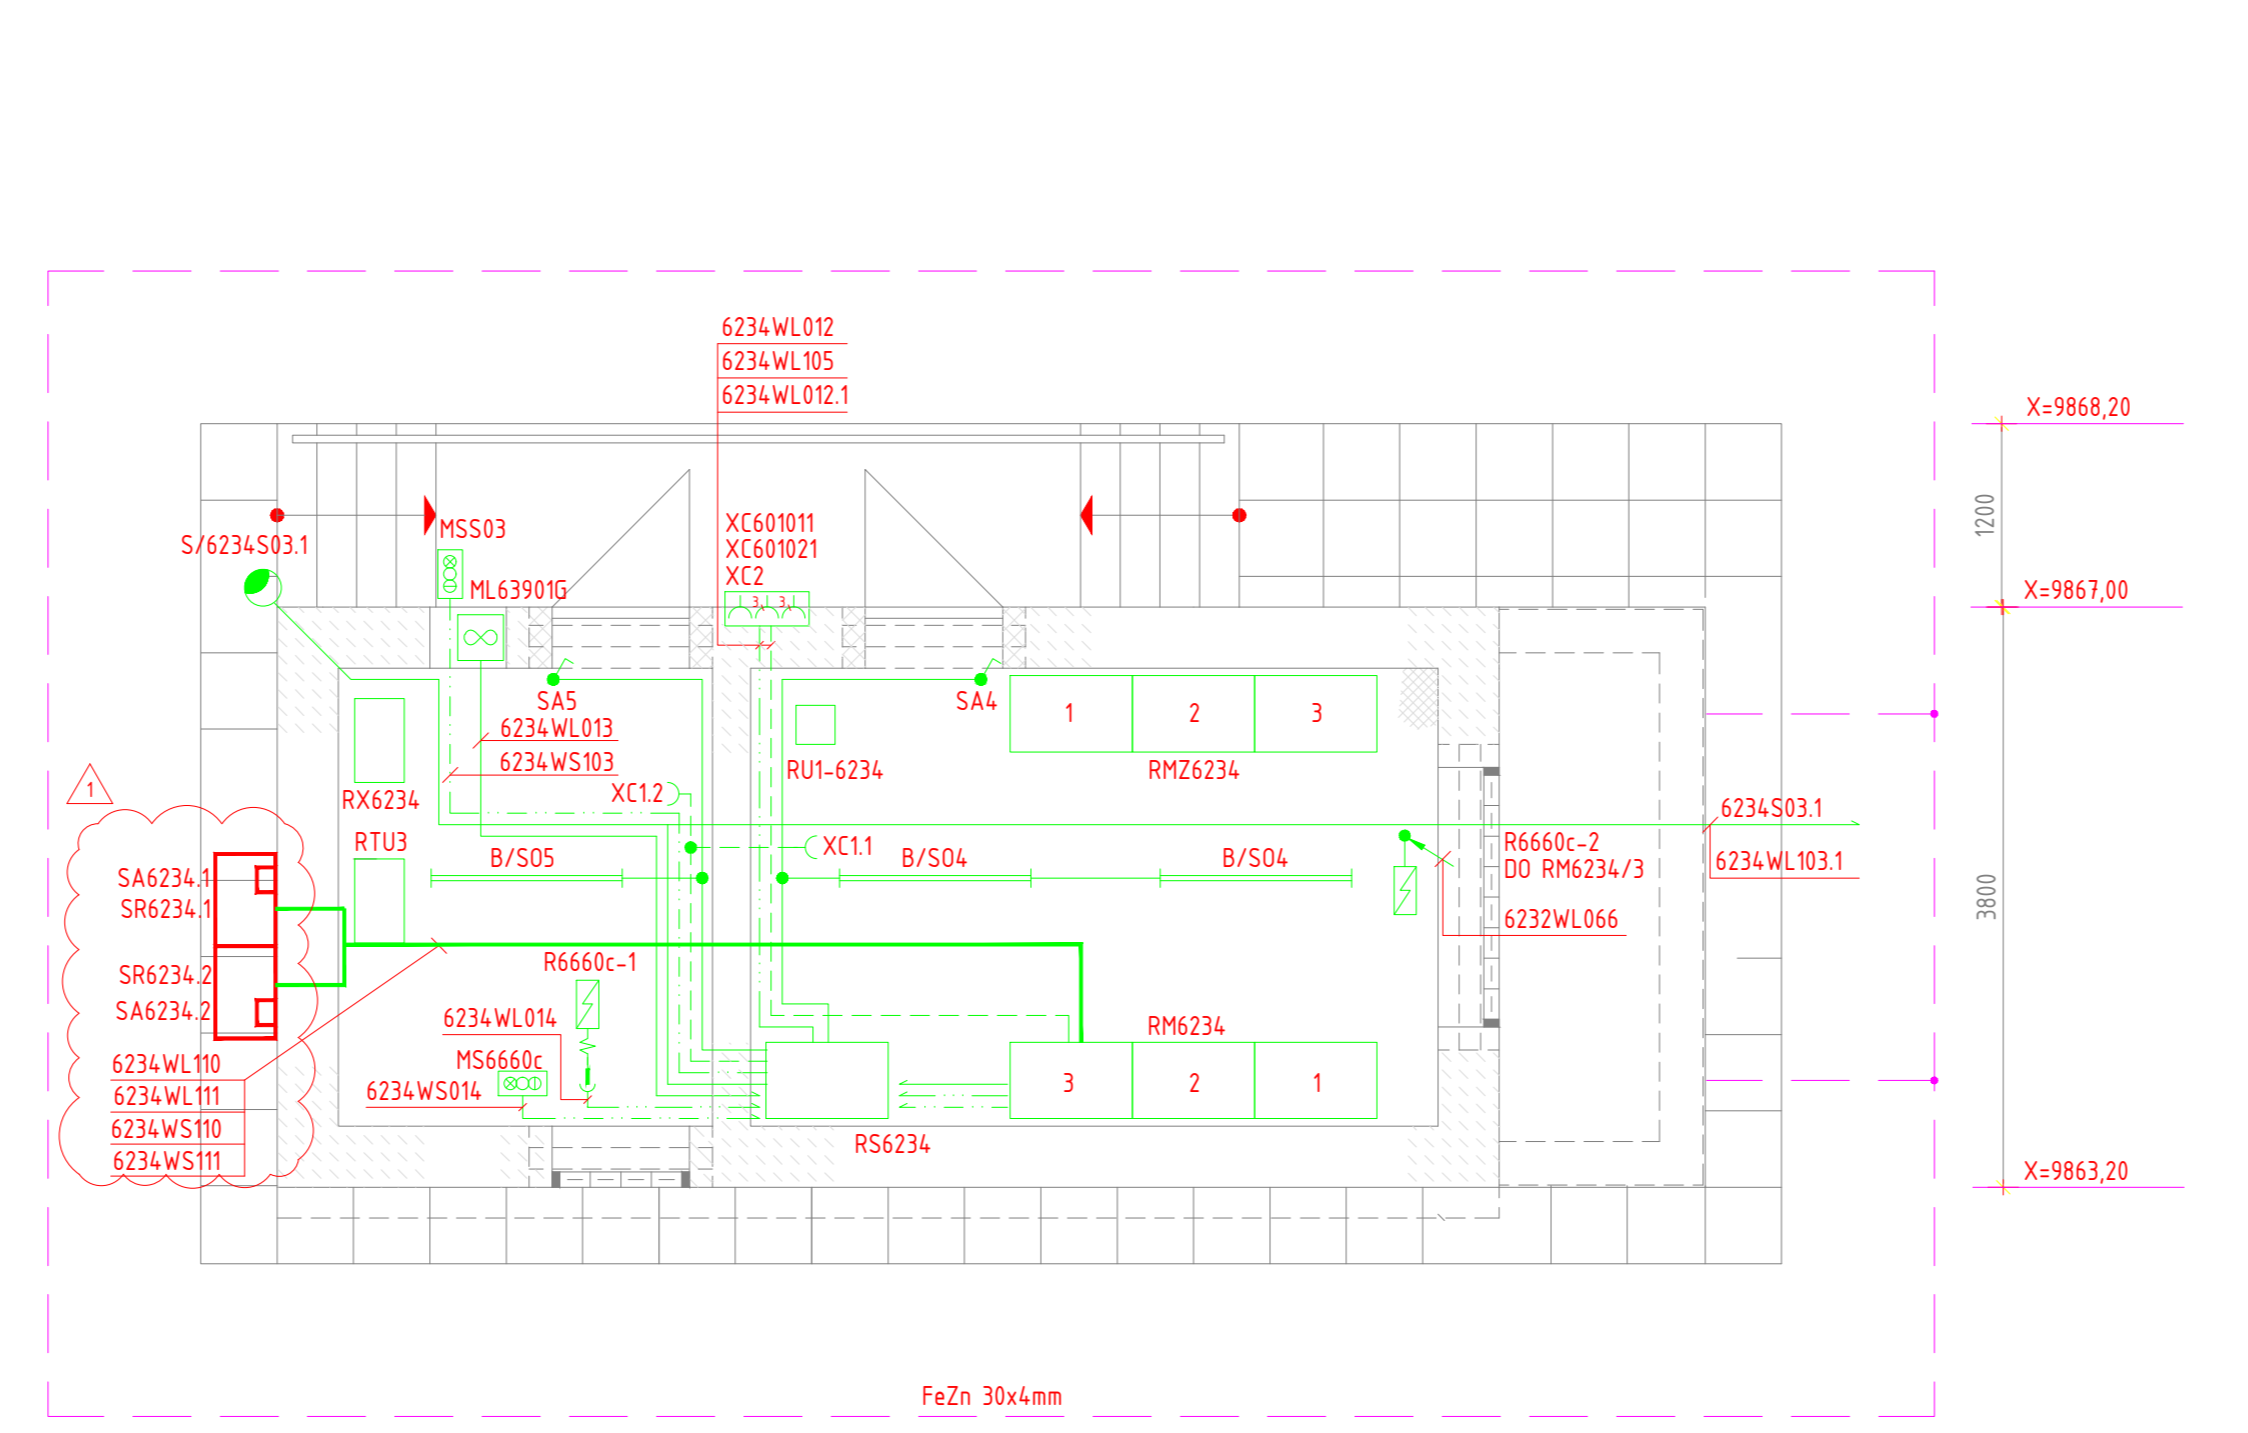 6234WL012
6234WL105
6234WL012.1
X=9868,20
1200
MSS03
XC601011
XC601021
XC2
S/6234S03.1
ML63901G
3
3
X=9867,00
SA5
SA4
6234WL013
6234WS103
1
2
3
RU1-6234
RMZ6234
1
XC1.2
RX6234
6234S03.1
RTU3
B/S05
XC1.1
B/S04
B/S04
R6660c-2
DO RM6234/3
6234WL103.1
SA6234.1
SR6234.1
3800
6232WL066
SR6234.2
SA6234.2
R6660c-1
6234WL014
RM6234
MS6660c
6234WS014
3
2
1
6234WL110
6234WL111
6234WS110
6234WS111
RS6234
X=9863,20
FeZn 30x4mm